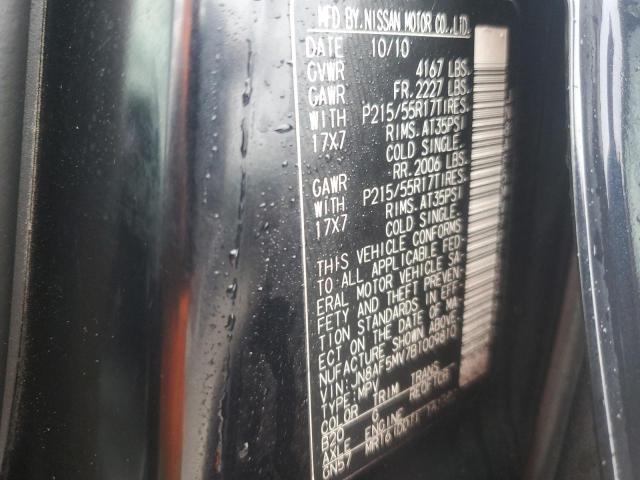 MFD BY NISSAN MOTOR CO.,LTD.
DATE 10/10
GVWR 4167 LBS.
GAWR FR. 2227 LBS.
WITH P215/55R17TIRES.
17X7 RIMS. AT35PSI
COLD SINGLE.
GAWR RR. 2006 LBS.
WITH P215/55R17TIRES.
17X7 RIMS. AT35PSI
COLD SINGLE.
THIS VEHICLE CONFORMS
TO ALL APPLICABLE FED-
ERAL MOTOR VEHICLE SA-
FETY AND THEFT PREVEN-
TION STANDARDS IN EFF-
ECT ON THE DATE OF MA-
NUFACTURE SHOWN ABOVE
VIN: JN8AF5MV7BT009810
TYPE: MPV
COLOR TRIM TRANS
B20 G
AXLE ENGINE
GN57